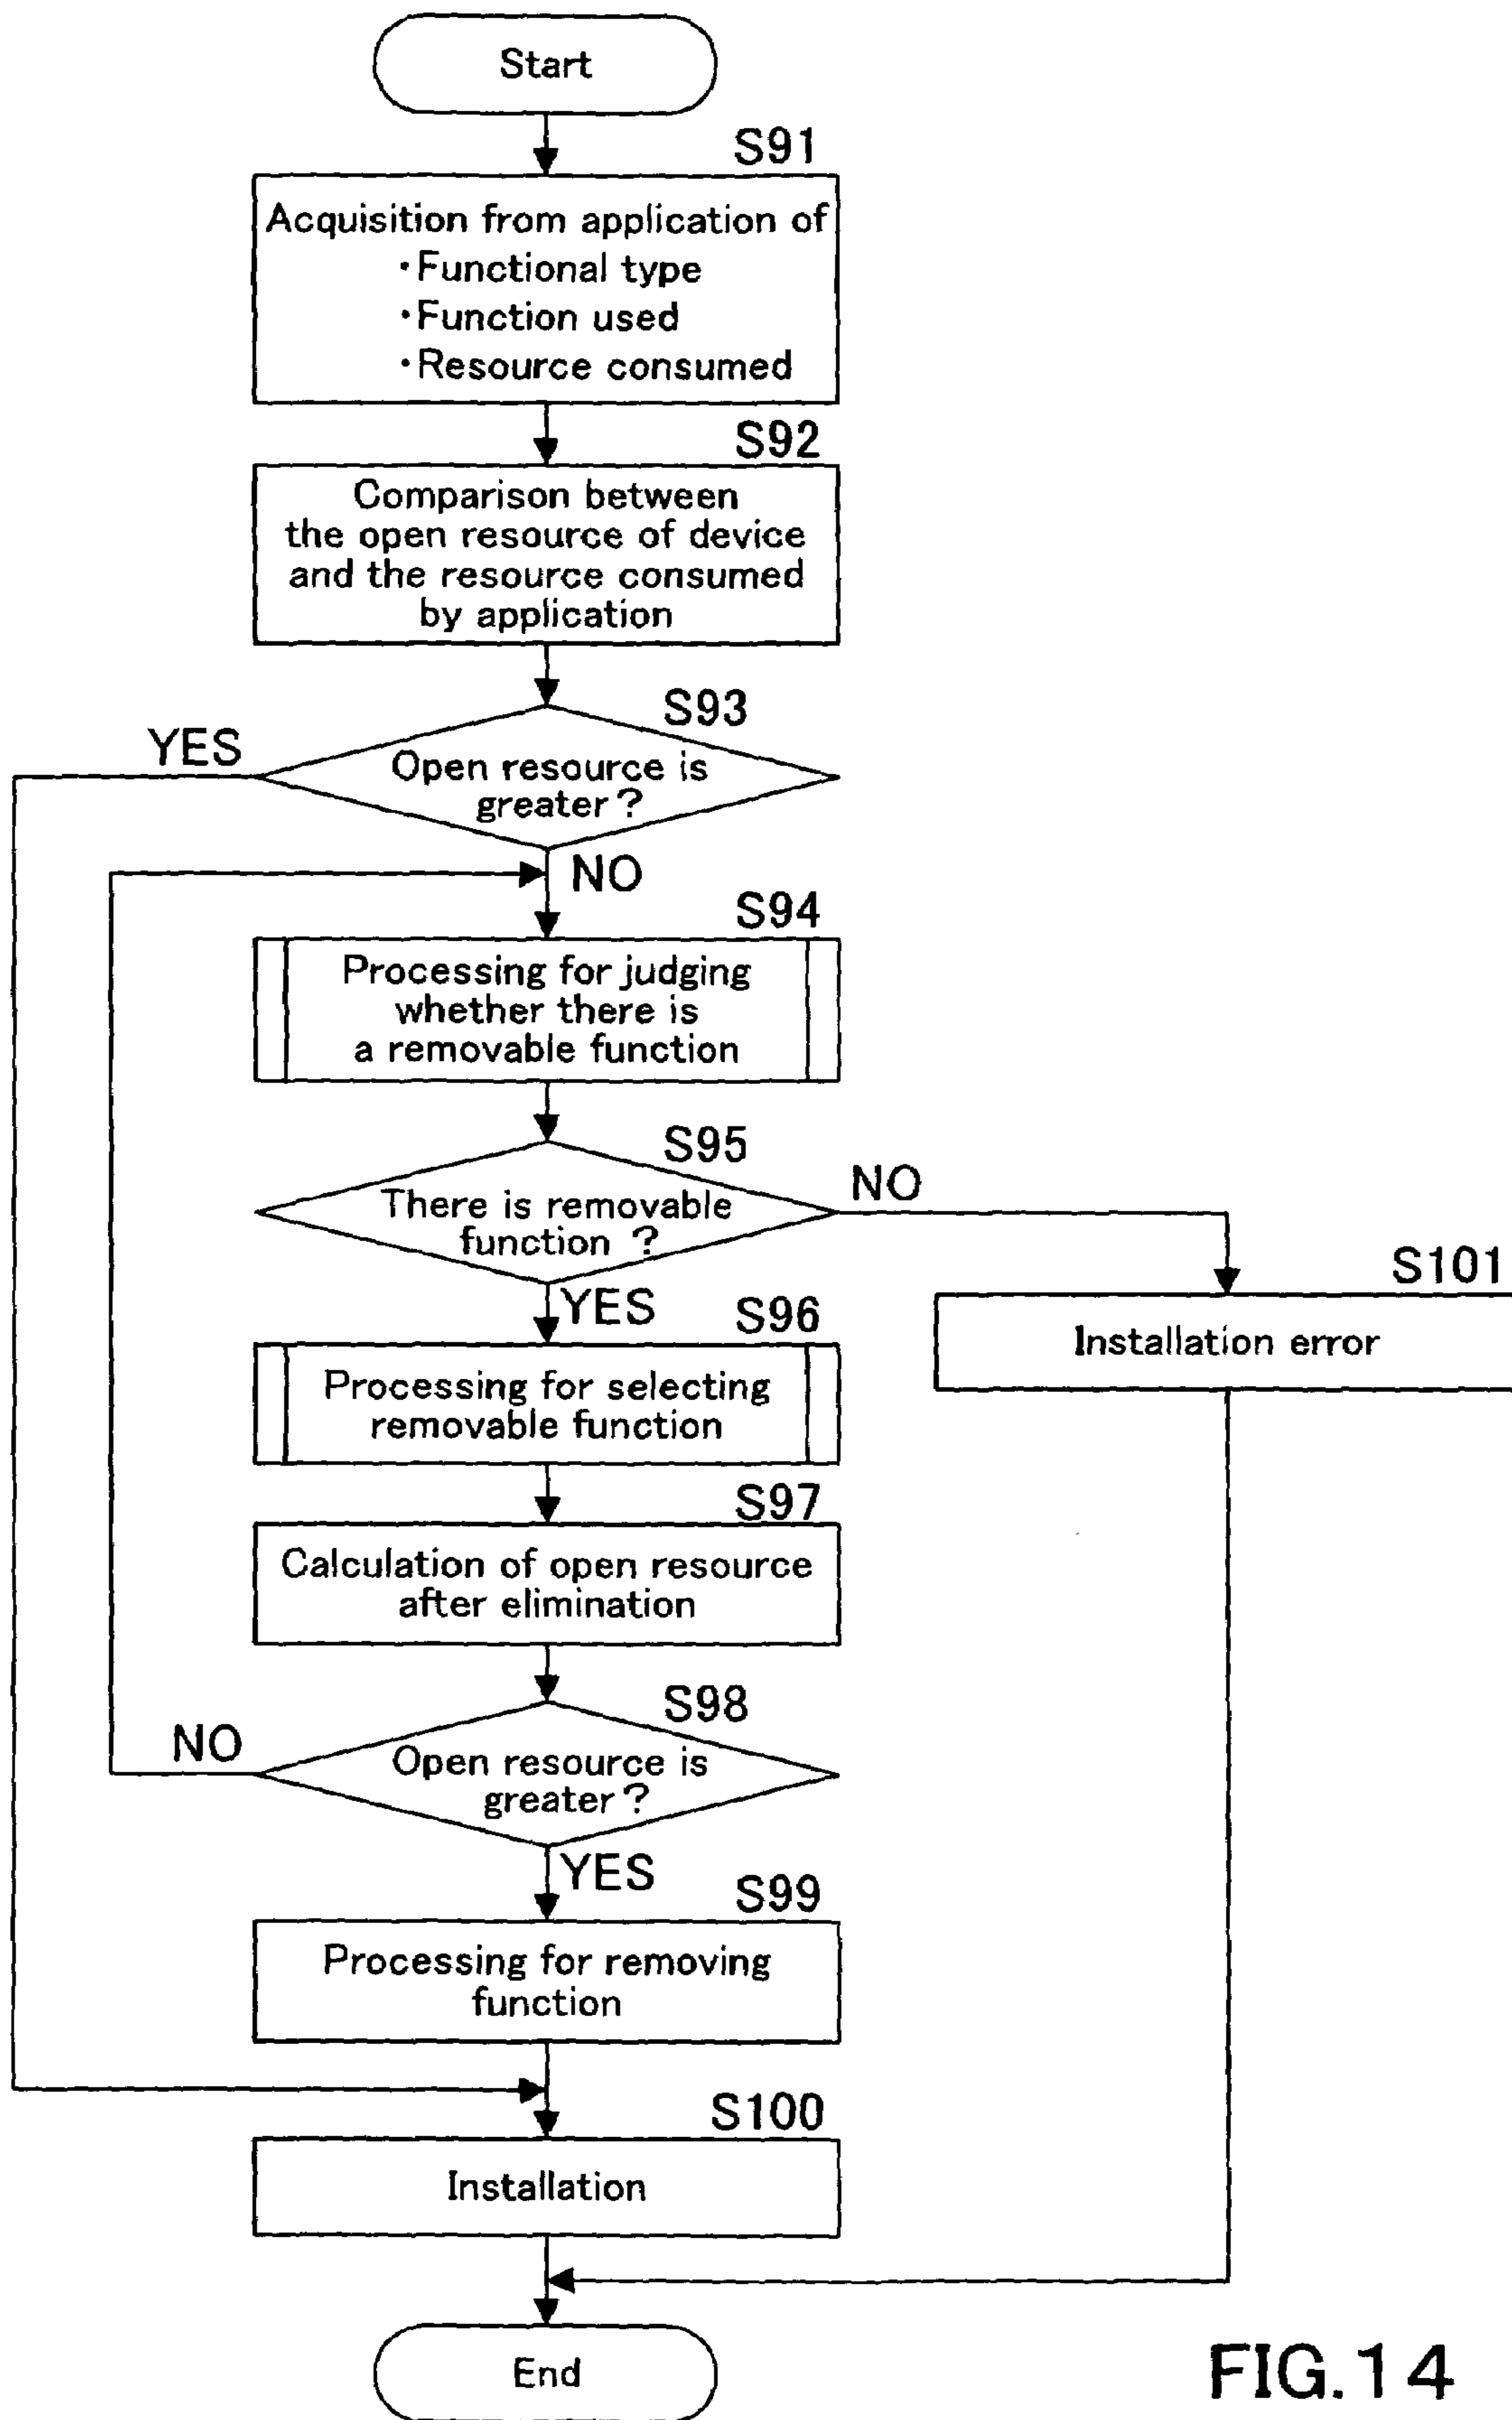 Start
S91
Acquisition from application of
・Functional type
・Function used
・Resource consumed
S92
Comparison between
the open resource of device
and the resource consumed
by application
S93
YES
Open resource is
greater?
NO
S94
Processing for judging
whether there is
a removable function
S95
NO
There is removable
function ?
S101
YES
Installation error
S96
Processing for selecting
removable function
S97
Calculation of open resource
after elimination
S98
NO
Open resource is
greater?
YES
S99
Processing for removing
function
S100
Installation
End
FIG.14